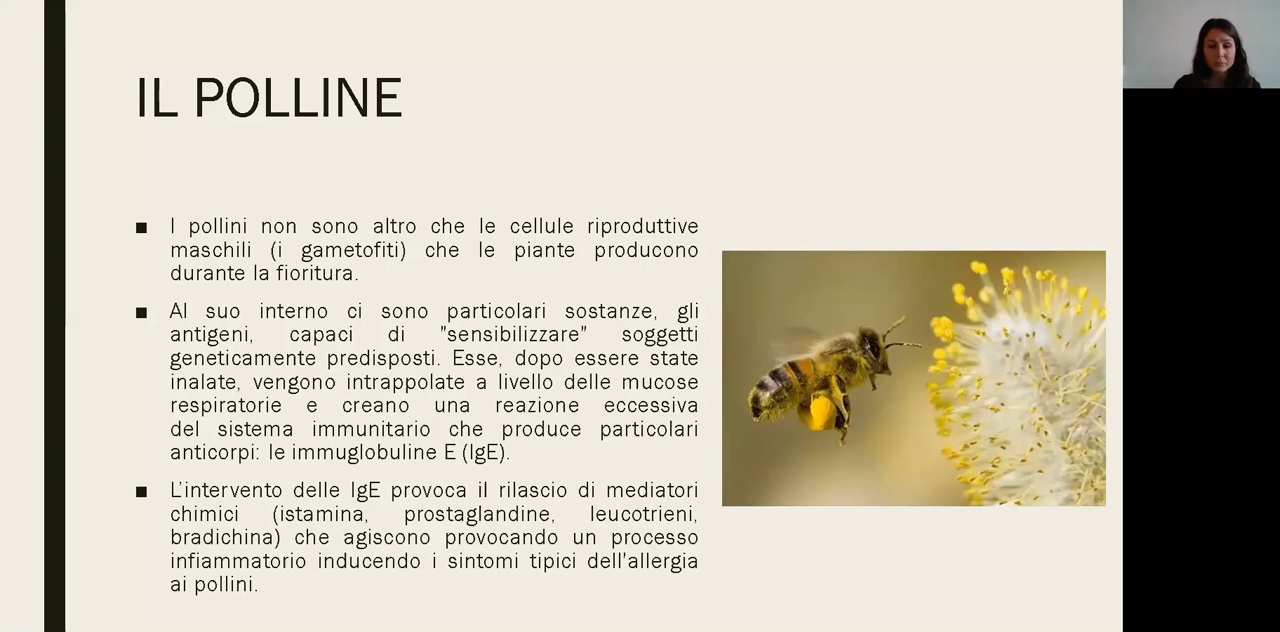 IL POLLINE
■ I pollini non sono altro che le cellule riproduttive
maschili (i gametofiti) che le piante producono
durante la fioritura.
■ Al suo interno ci sono particolari sostanze, gli
antigeni, capaci di "sensibilizzare" soggetti
geneticamente predisposti. Esse, dopo essere state
inalate, vengono intrappolate a livello delle mucose
respiratorie e creano una reazione eccessiva
del sistema immunitario che produce particolari
anticorpi: le immuglobuline E (IgE).
■ L'intervento delle IgE provoca il rilascio di mediatori
chimici (istamina, prostaglandine, leucotrieni,
bradichina) che agiscono provocando un processo
infiammatorio inducendo i sintomi tipici dell'allergia
ai pollini.